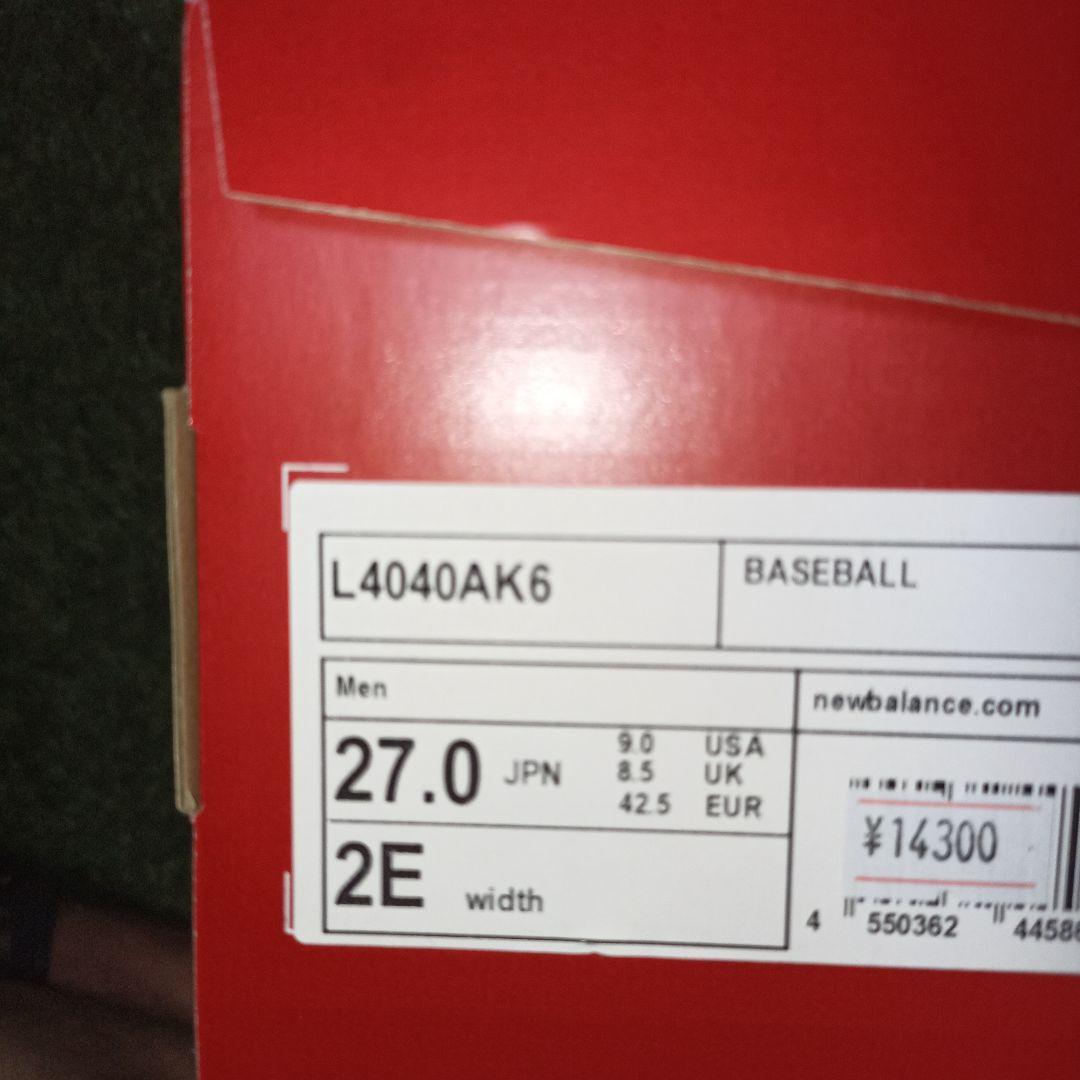 L4040AK6
BASEBALL
Men
newbalance.com
27.0 JPN
9.0 USA
8.5 UK
42.5 EUR
2E width
¥14300
4 550362